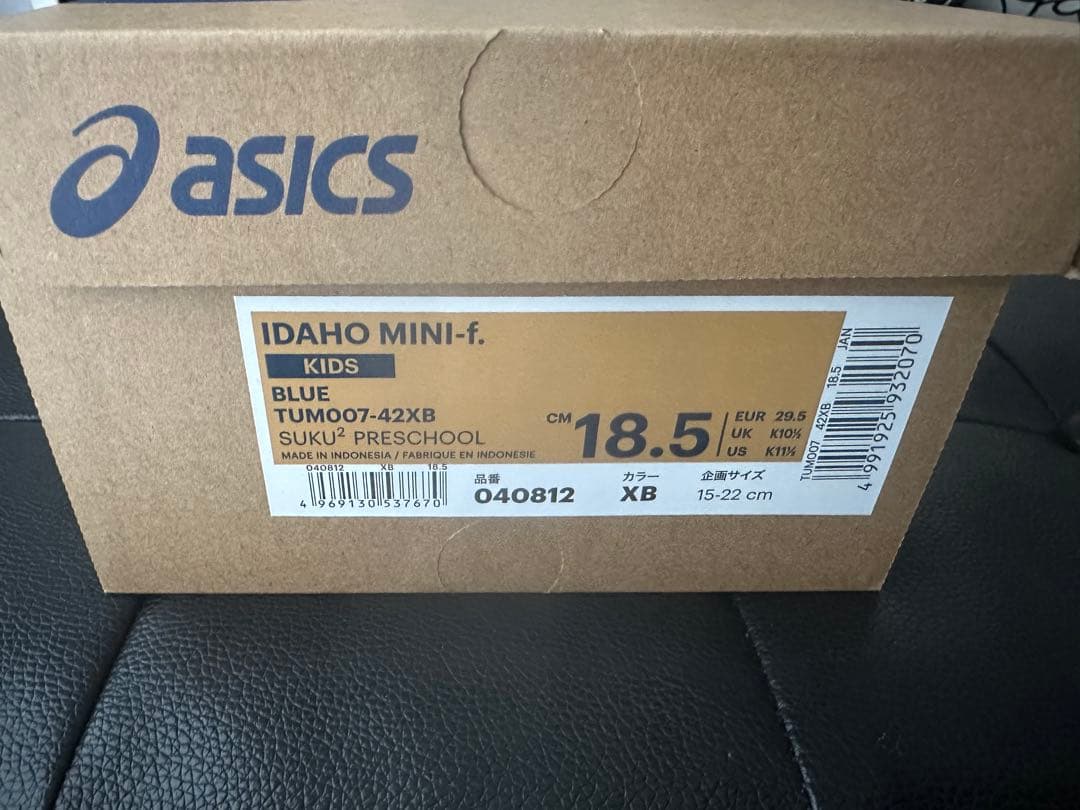 asics
IDAHO MINI-f.
KIDS
BLUE
TUM007-42XB
SUKU² PRESCHOOL
MADE IN INDONESIA / FABRIQUE EN INDONÉSIE
CM 18.5
EUR 29.5
UK K10½
US K11½
040812 XB 18.5
4 969130 537670
品番
040812
カラー
XB
企画サイズ
15-22 cm
TUM007 42XB 18.5 JAN
4 991925 932070